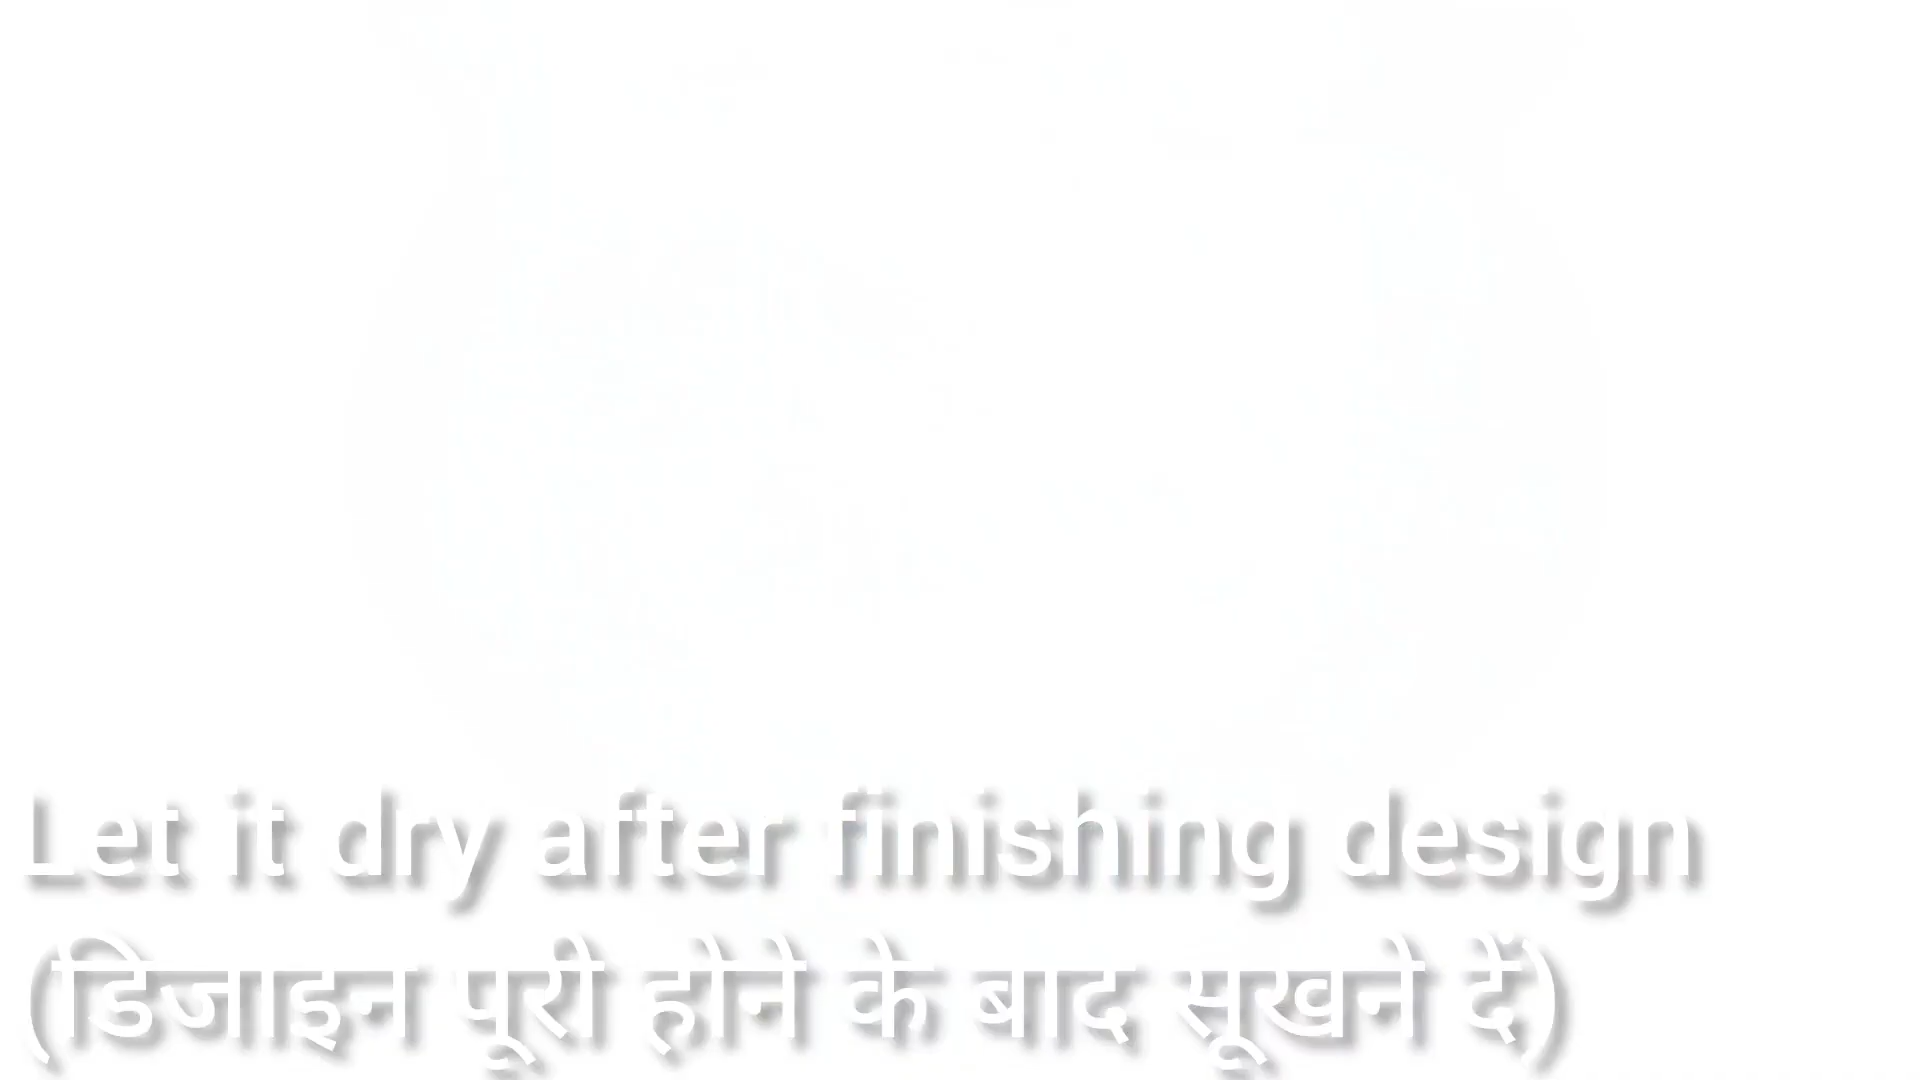 Let it dry after finishing design
(डिजाइन पूरी होने के बाद सूखने दें)